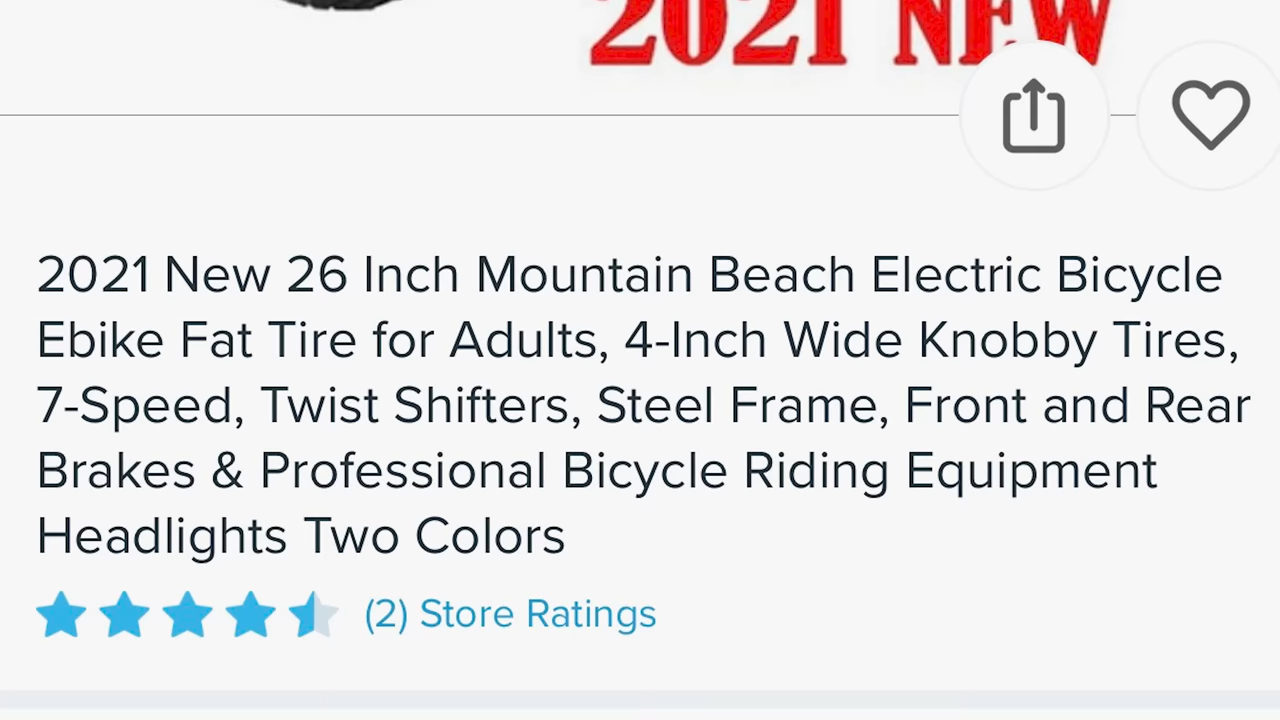 2021 NEW
2021 New 26 Inch Mountain Beach Electric Bicycle
Ebike Fat Tire for Adults, 4-Inch Wide Knobby Tires,
7-Speed, Twist Shifters, Steel Frame, Front and Rear
Brakes & Professional Bicycle Riding Equipment
Headlights Two Colors
(2) Store Ratings